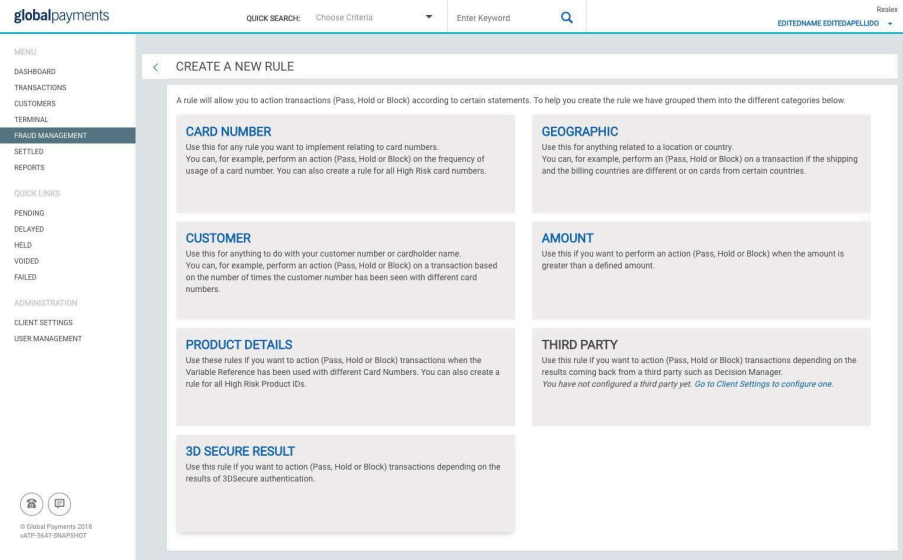 globalpayments
QUICK SEARCH:
Choose Criteria
Enter Keyword
Realex
EDITEDNAME EDITEDAPELLIDO
MENU
DASHBOARD
TRANSACTIONS
CUSTOMERS
TERMINAL
FRAUD MANAGEMENT
SETTLED
REPORTS
QUICK LINKS
PENDING
DELAYED
HELD
VOIDED
FAILED
ADMINISTRATION
CLIENT SETTINGS
USER MANAGEMENT
© Global Payments 2018
vATP-5647-SNAPSHOT
CREATE A NEW RULE
A rule will allow you to action transactions (Pass, Hold or Block) according to certain statements. To help you create the rule we have grouped them into the different categories below.
CARD NUMBER
Use this for any rule you want to implement relating to card numbers.
You can, for example, perform an action (Pass, Hold or Block) on the frequency of
usage of a card number. You can also create a rule for all High Risk card numbers.
GEOGRAPHIC
Use this for anything related to a location or country.
You can, for example, perform an (Pass, Hold or Block) on a transaction if the shipping
and the billing countries are different or on cards from certain countries.
CUSTOMER
Use this for anything to do with your customer number or cardholder name.
You can, for example, perform an action (Pass, Hold or Block) on a transaction based
on the number of times the customer number has been seen with different card
numbers.
AMOUNT
Use this if you want to perform an action (Pass, Hold or Block) when the amount is
greater than a defined amount.
PRODUCT DETAILS
Use these rules if you want to action (Pass, Hold or Block) transactions when the
Variable Reference has been used with different Card Numbers. You can also create a
rule for all High Risk Product IDs.
THIRD PARTY
Use this rule if you want to action (Pass, Hold or Block) transactions depending on the
results coming back from a third party such as Decision Manager.
You have not configured a third party yet. Go to Client Settings to configure one.
3D SECURE RESULT
Use this rule if you want to action (Pass, Hold or Block) transactions depending on the
results of 3DSecure authentication.